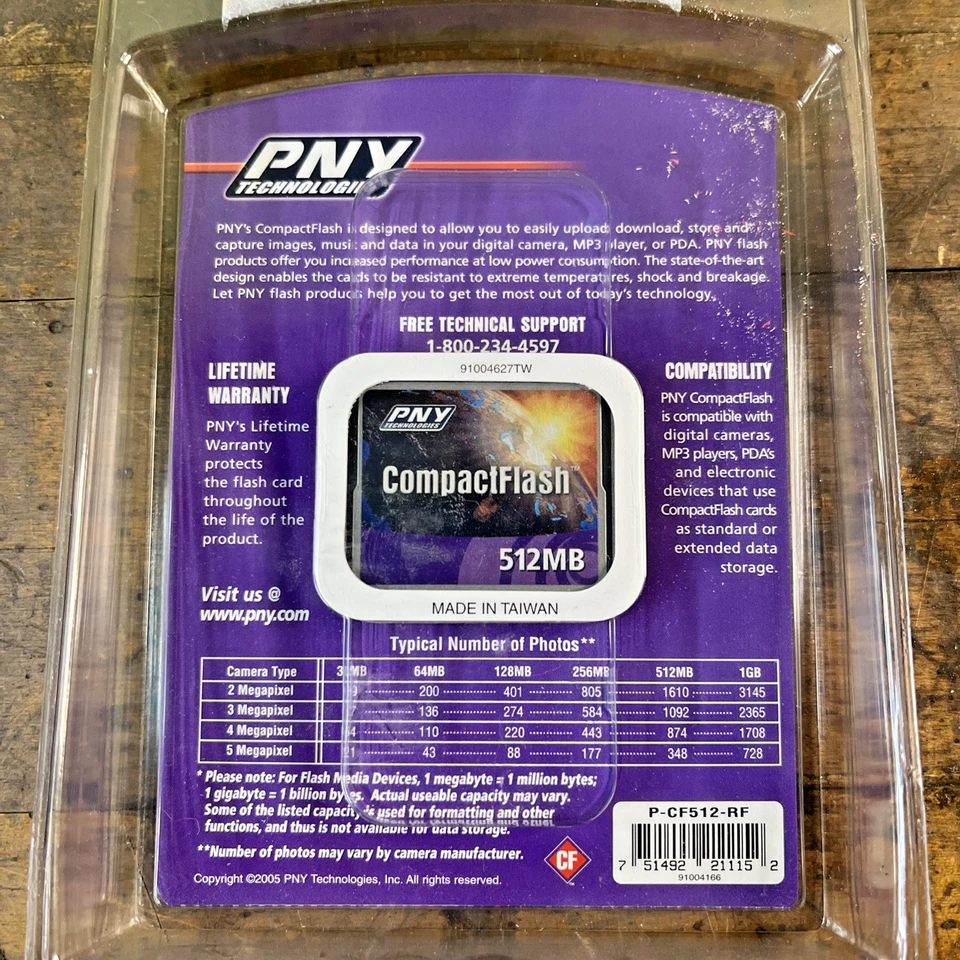 PNY
TECHNOLOGIES
PNY's CompactFlash is designed to allow you to easily upload, download, store and
capture images, music and data in your digital camera, MP3 player, or PDA. PNY flash
products offer you increased performance at low power consumption. The state-of-the-art
design enables the cards to be resistant to extreme temperatures, shock and breakage.
Let PNY flash products help you to get the most out of today's technology.
FREE TECHNICAL SUPPORT
1-800-234-4597
LIFETIME
WARRANTY
PNY's Lifetime
Warranty
protects
the flash card
throughout
the life of the
product.
Visit us @
www.pny.com
91004627TW
PNY
TECHNOLOGIES
CompactFlash™
512MB
MADE IN TAIWAN
COMPATIBILITY
PNY CompactFlash
is compatible with
digital cameras,
MP3 players, PDA's
and electronic
devices that use
CompactFlash cards
as standard or
extended data
storage.
Typical Number of Photos**
Camera Type 32MB 64MB 128MB 256MB 512MB 1GB
2 Megapixel 200 401 805 1610 3145
3 Megapixel 136 274 584 1092 2365
4 Megapixel 110 220 443 874 1708
5 Megapixel 21 43 88 177 348 728
* Please note: For Flash Media Devices, 1 megabyte = 1 million bytes;
1 gigabyte = 1 billion bytes. Actual useable capacity may vary.
Some of the listed capacity is used for formatting and other
functions, and thus is not available for data storage.
**Number of photos may vary by camera manufacturer.
CF
Copyright ©2005 PNY Technologies, Inc. All rights reserved.
P-CF512-RF
7 51492 21115 2
91004166